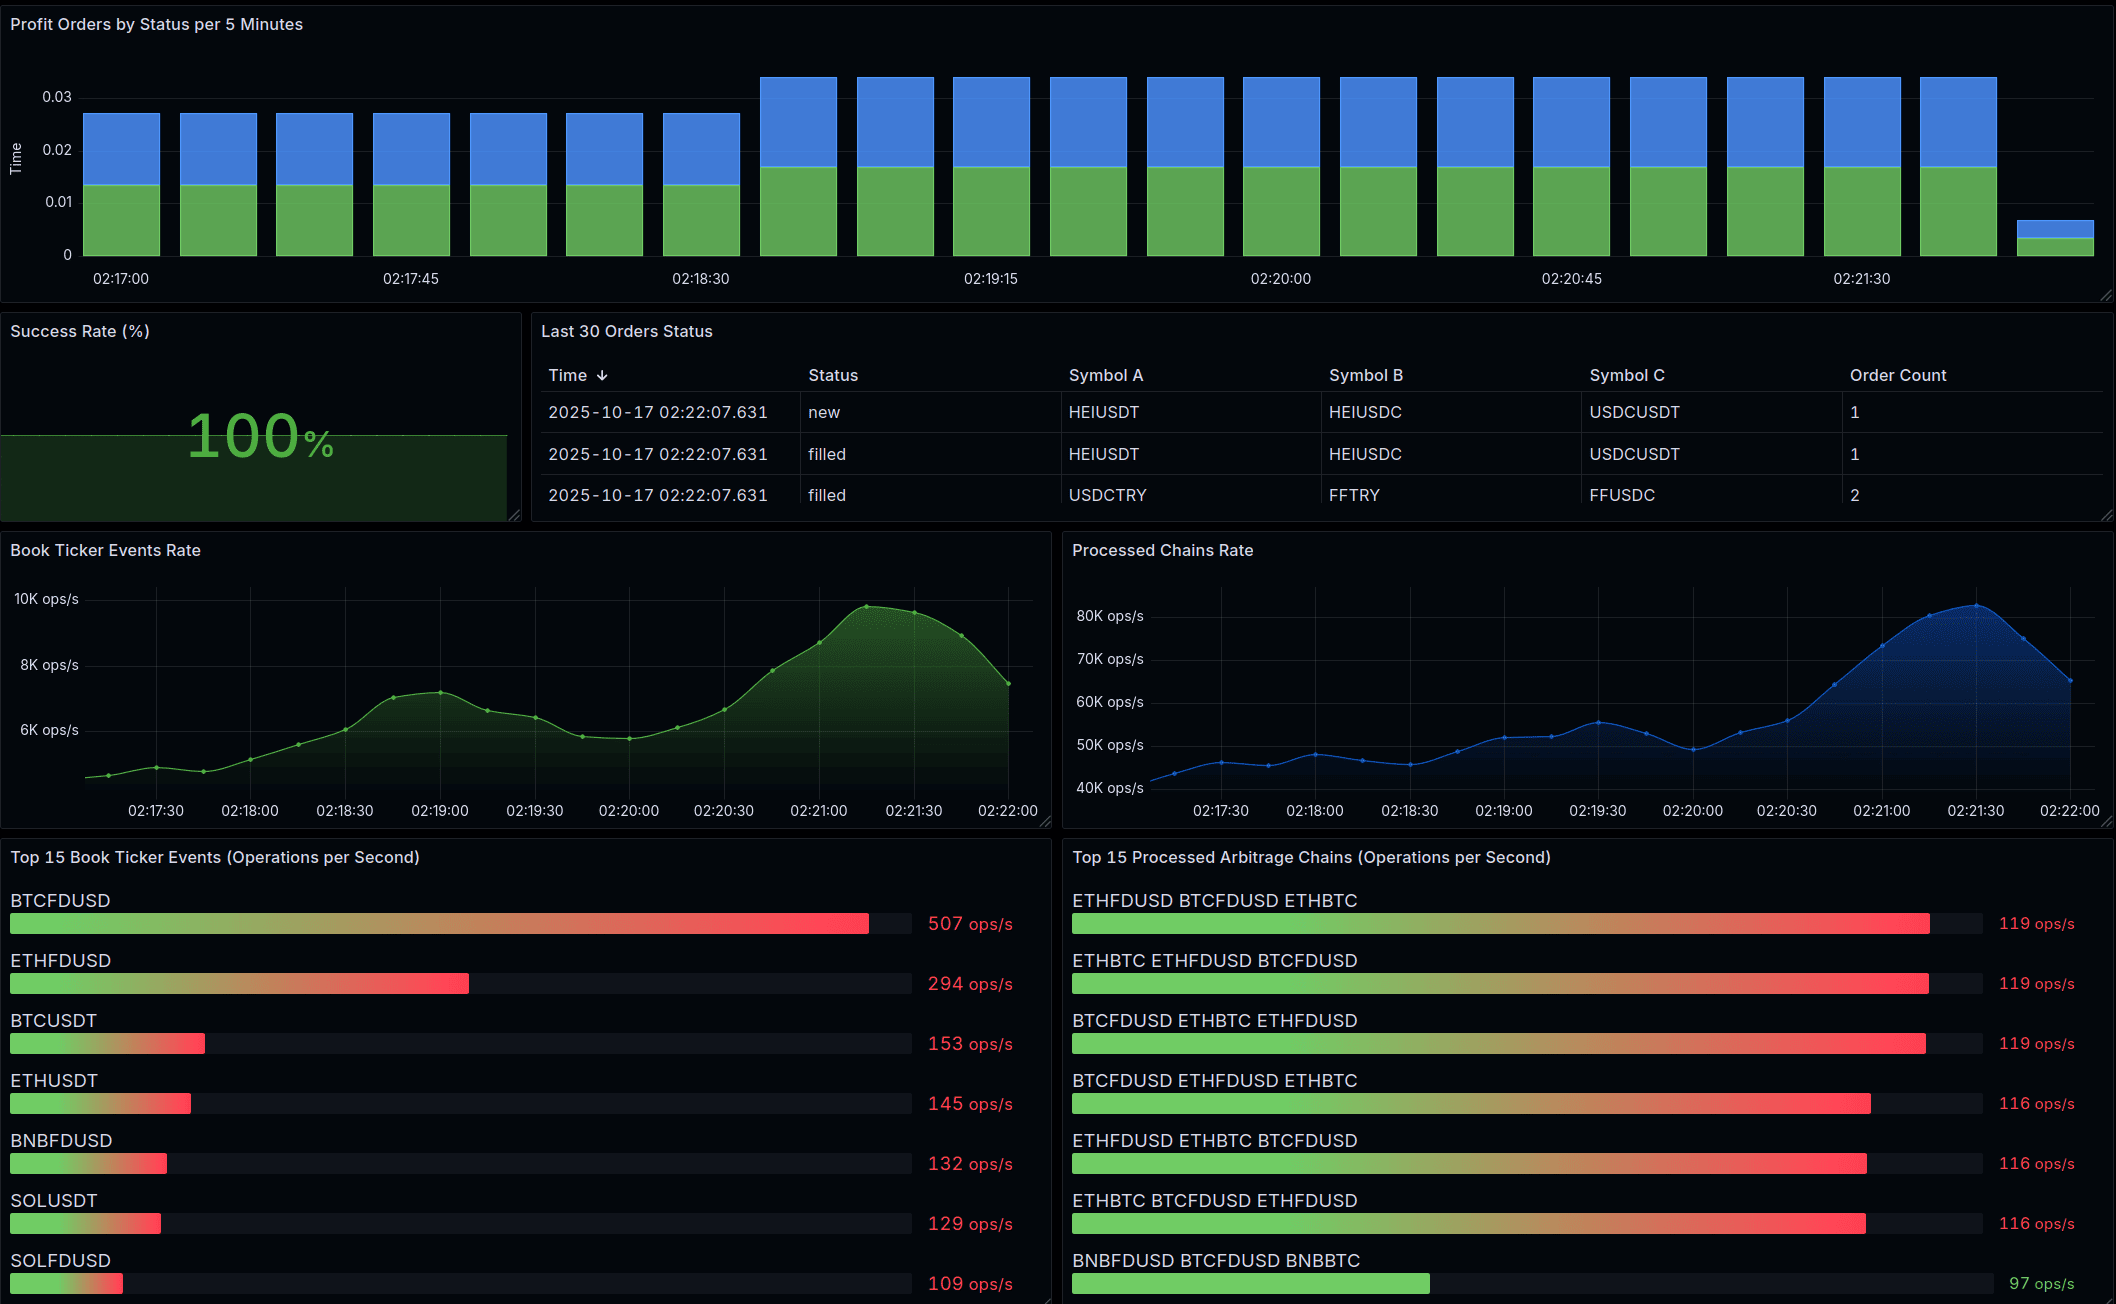 Profit Orders by Status per 5 Minutes
0.03
0.02
0.01
0
Time
02:17:00 02:17:45 02:18:30 02:19:15 02:20:00 02:20:45 02:21:30
Success Rate (%)
100%
Last 30 Orders Status
Time ↓ Status Symbol A Symbol B Symbol C Order Count
2025-10-17 02:22:07.631 new HEIUSDT HEIUSDC USDCUSDT 1
2025-10-17 02:22:07.631 filled HEIUSDT HEIUSDC USDCUSDT 1
2025-10-17 02:22:07.631 filled USDCTRY FFTRY FFUSDC 2
Book Ticker Events Rate
10K ops/s
8K ops/s
6K ops/s
02:17:30 02:18:00 02:18:30 02:19:00 02:19:30 02:20:00 02:20:30 02:21:00 02:21:30 02:22:00
Processed Chains Rate
80K ops/s
70K ops/s
60K ops/s
50K ops/s
40K ops/s
02:17:30 02:18:00 02:18:30 02:19:00 02:19:30 02:20:00 02:20:30 02:21:00 02:21:30 02:22:00
Top 15 Book Ticker Events (Operations per Second)
BTCFDUSD
507 ops/s
ETHFDUSD
294 ops/s
BTCUSDT
153 ops/s
ETHUSDT
145 ops/s
BNBFDUSD
132 ops/s
SOLUSDT
129 ops/s
SOLFDUSD
109 ops/s
Top 15 Processed Arbitrage Chains (Operations per Second)
ETHFDUSD BTCFDUSD ETHBTC
119 ops/s
ETHBTC ETHFDUSD BTCFDUSD
119 ops/s
BTCFDUSD ETHBTC ETHFDUSD
119 ops/s
BTCFDUSD ETHFDUSD ETHBTC
116 ops/s
ETHFDUSD ETHBTC BTCFDUSD
116 ops/s
ETHBTC BTCFDUSD ETHFDUSD
116 ops/s
BNBFDUSD BTCFDUSD BNBBTC
97 ops/s